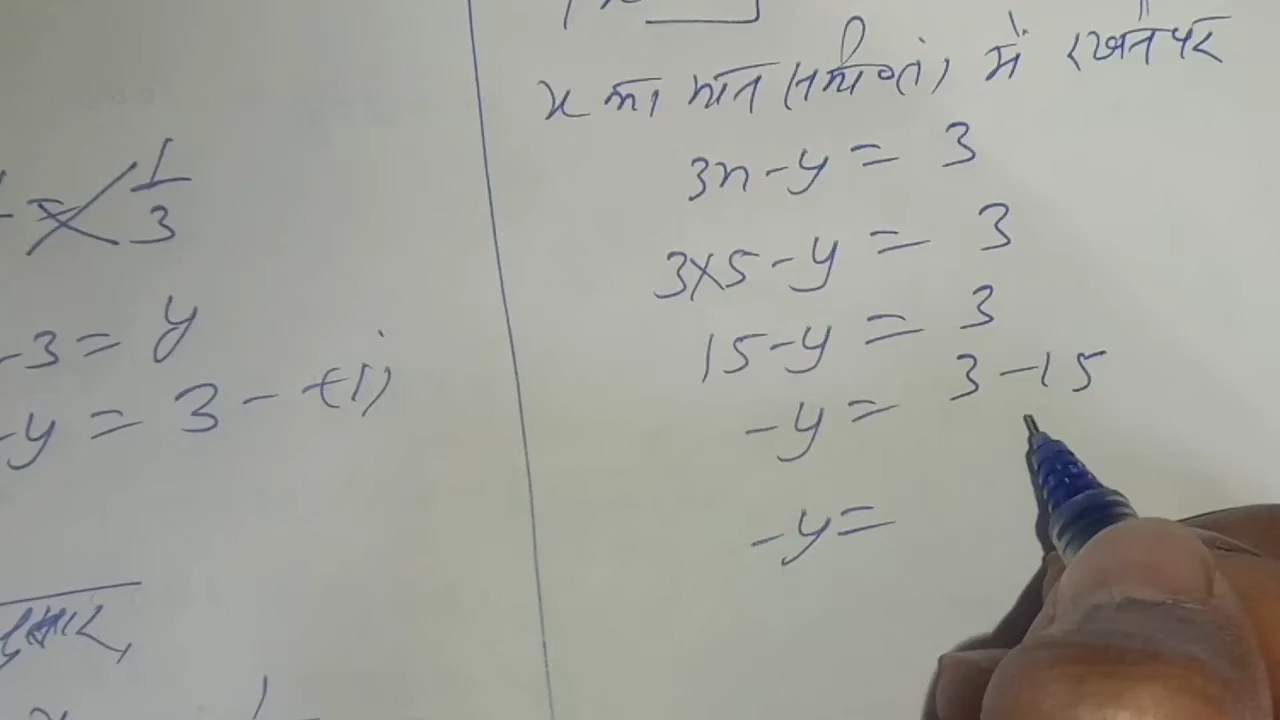 1/3
-3 = y
-y = 3 - (i)
x का मान समी० (i) में रखने पर
3x - y = 3
3×5 - y = 3
15 - y = 3
-y = 3 - 15
-y =